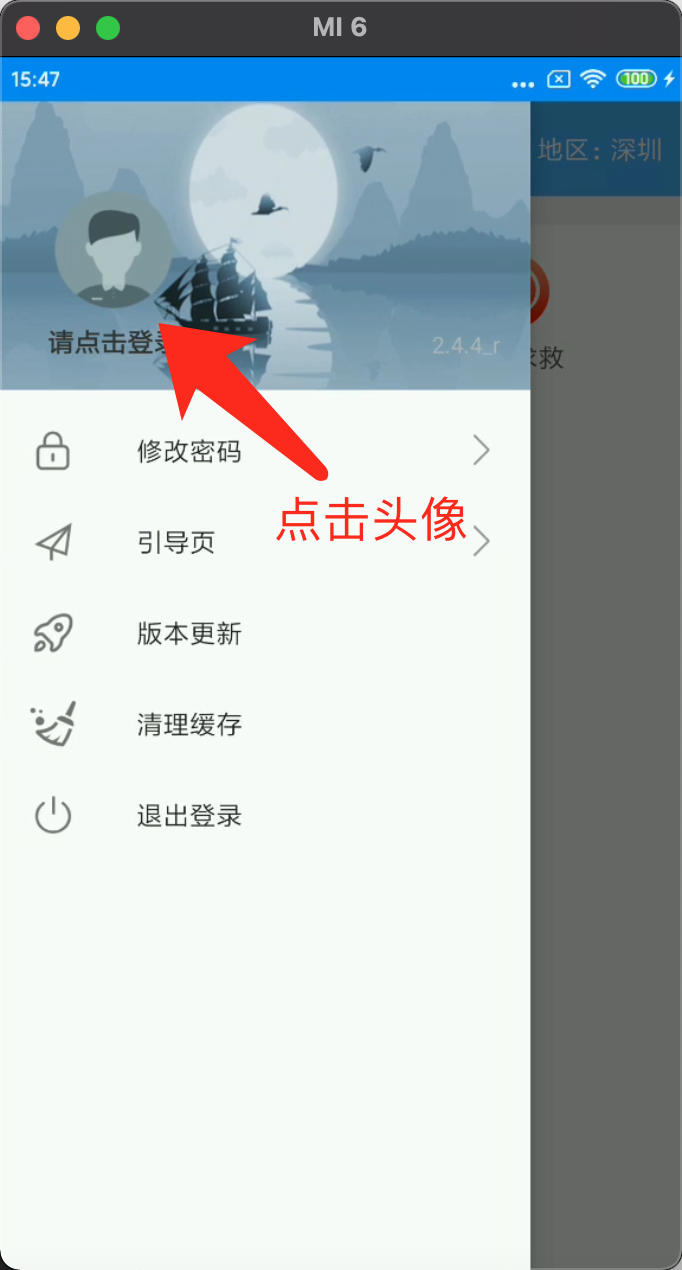 MI 6
15:47
100
地区：深圳
请点击登录
2.4.4_r
求救
修改密码
点击头像
引导页
版本更新
清理缓存
退出登录